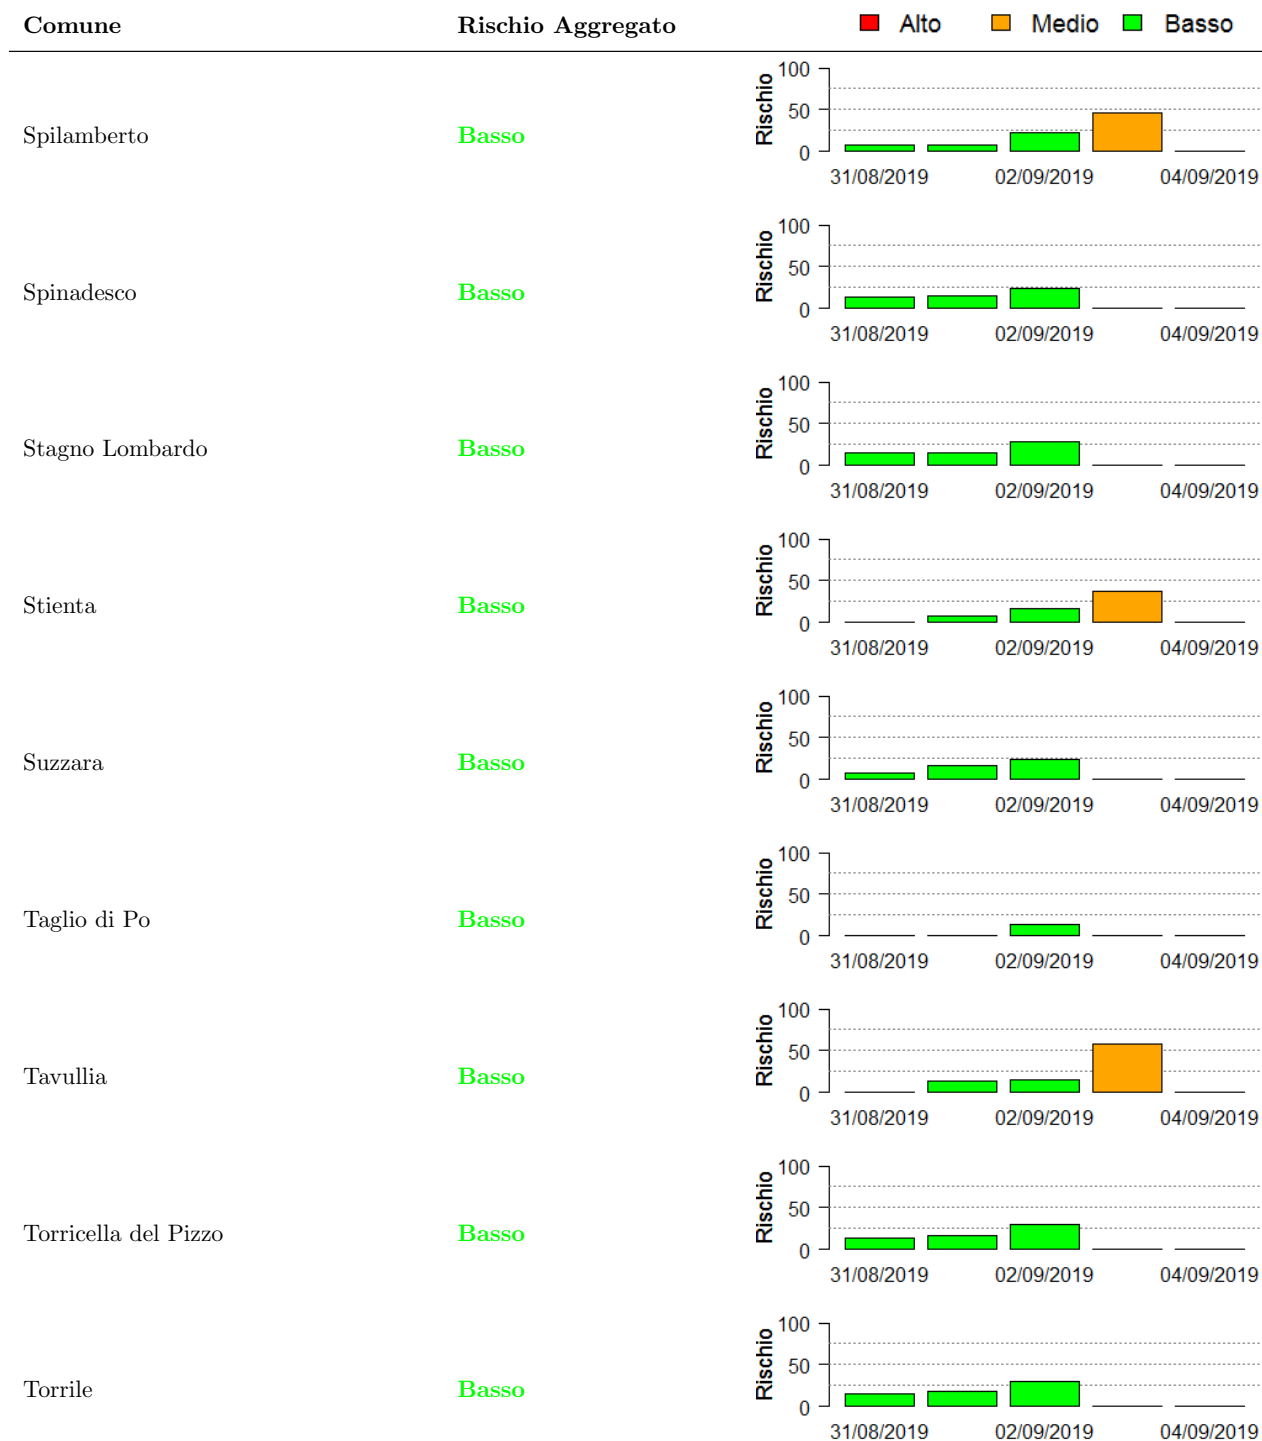 Comune Rischio Aggregato Alto Medio Basso
Spilamberto Basso
Rischio
100
50
0
31/08/2019 02/09/2019 04/09/2019
Spinadesco Basso
Rischio
100
50
0
31/08/2019 02/09/2019 04/09/2019
Stagno Lombardo Basso
Rischio
100
50
0
31/08/2019 02/09/2019 04/09/2019
Stienta Basso
Rischio
100
50
0
31/08/2019 02/09/2019 04/09/2019
Suzzara Basso
Rischio
100
50
0
31/08/2019 02/09/2019 04/09/2019
Taglio di Po Basso
Rischio
100
50
0
31/08/2019 02/09/2019 04/09/2019
Tavullia Basso
Rischio
100
50
0
31/08/2019 02/09/2019 04/09/2019
Torricella del Pizzo Basso
Rischio
100
50
0
31/08/2019 02/09/2019 04/09/2019
Torrile Basso
Rischio
100
50
0
31/08/2019 02/09/2019 04/09/2019